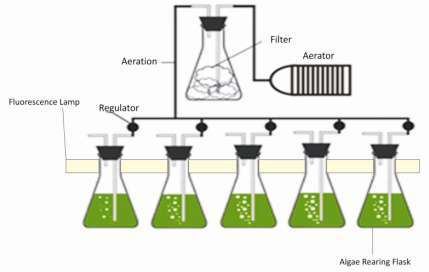 Filter
Aeration
Aerator
Fluorescence Lamp
Regulator
Algae Rearing Flask